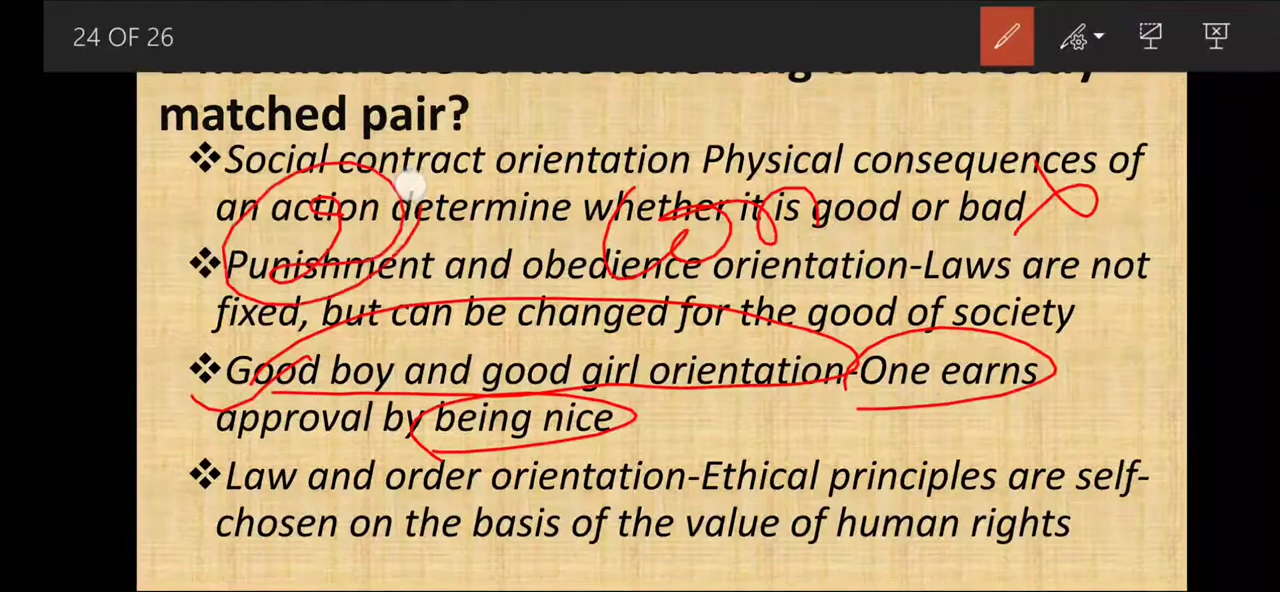 24 OF 26
matched pair?
❖Social contract orientation Physical consequences of
an action determine whether it is good or bad
❖Punishment and obedience orientation-Laws are not
fixed, but can be changed for the good of society
❖Good boy and good girl orientation-One earns
approval by being nice
❖Law and order orientation-Ethical principles are self-
chosen on the basis of the value of human rights